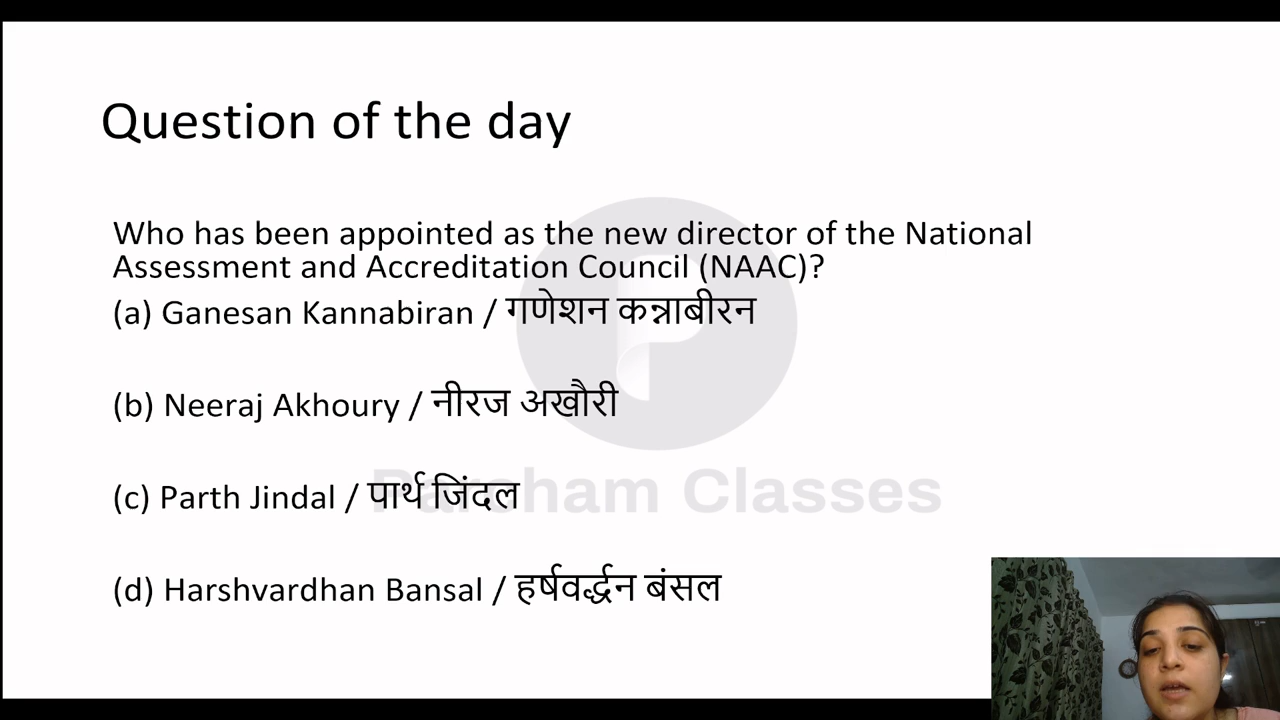 Question of the day
Who has been appointed as the new director of the National
Assessment and Accreditation Council (NAAC)?
(a) Ganesan Kannabiran / गणेशन कन्नाबीरन
(b) Neeraj Akhoury / नीरज अखौरी
Parsham Classes
(c) Parth Jindal / पार्थ जिंदल
(d) Harshvardhan Bansal / हर्षवर्द्धन बंसल